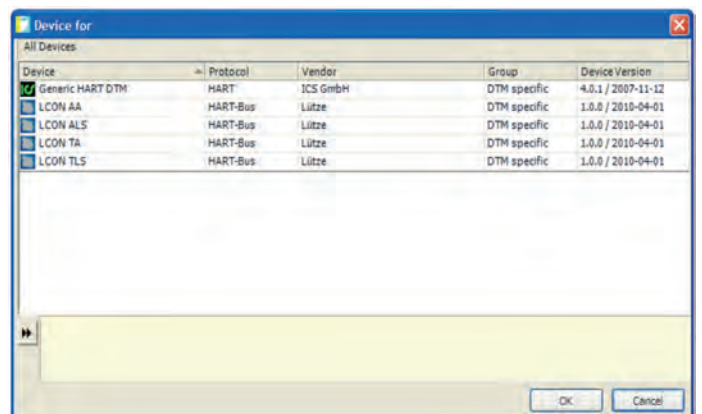 Device for
All Devices
Device Protocol Vendor Group Device Version
Generic HART DTM HART ICS GmbH DTM specific 4.0.1 / 2007-11-12
LCON AA HART-Bus Lütze DTM specific 1.0.0 / 2010-04-01
LCON ALS HART-Bus Lütze DTM specific 1.0.0 / 2010-04-01
LCON TA HART-Bus Lütze DTM specific 1.0.0 / 2010-04-01
LCON TLS HART-Bus Lütze DTM specific 1.0.0 / 2010-04-01
OK Cancel